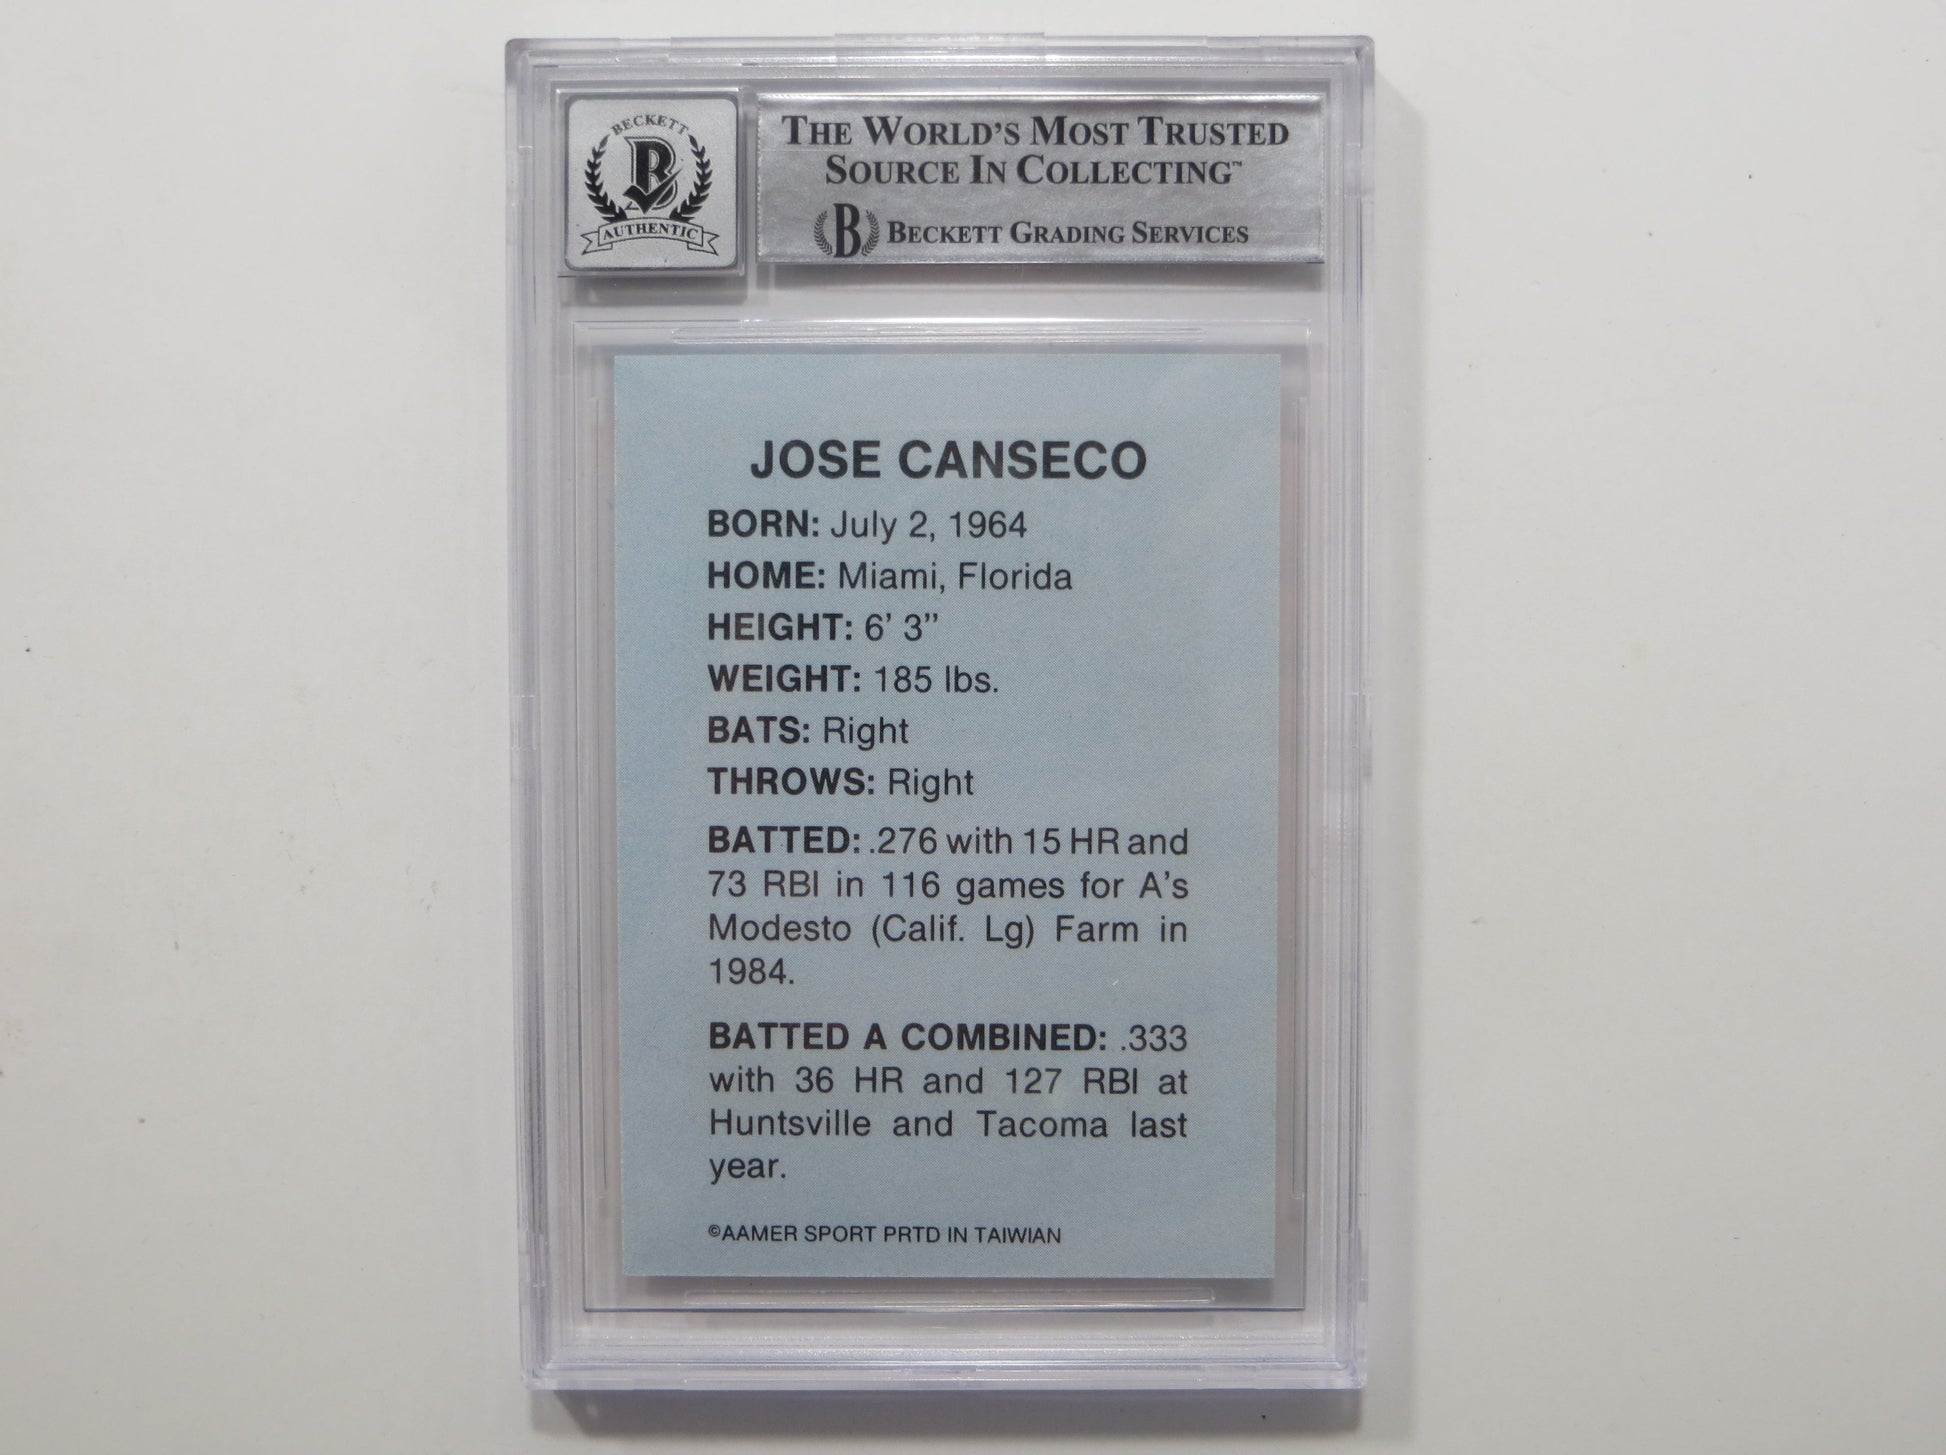 BECKETT
B
AUTHENTIC
THE WORLD'S MOST TRUSTED
SOURCE IN COLLECTING™
B BECKETT GRADING SERVICES
JOSE CANSECO
BORN: July 2, 1964
HOME: Miami, Florida
HEIGHT: 6' 3”
WEIGHT: 185 lbs.
BATS: Right
THROWS: Right
BATTED: .276 with 15 HR and
73 RBI in 116 games for A's
Modesto (Calif. Lg) Farm in
1984.
BATTED A COMBINED: .333
with 36 HR and 127 RBI at
Huntsville and Tacoma last
year.
©AAMER SPORT PRTD IN TAIWIAN